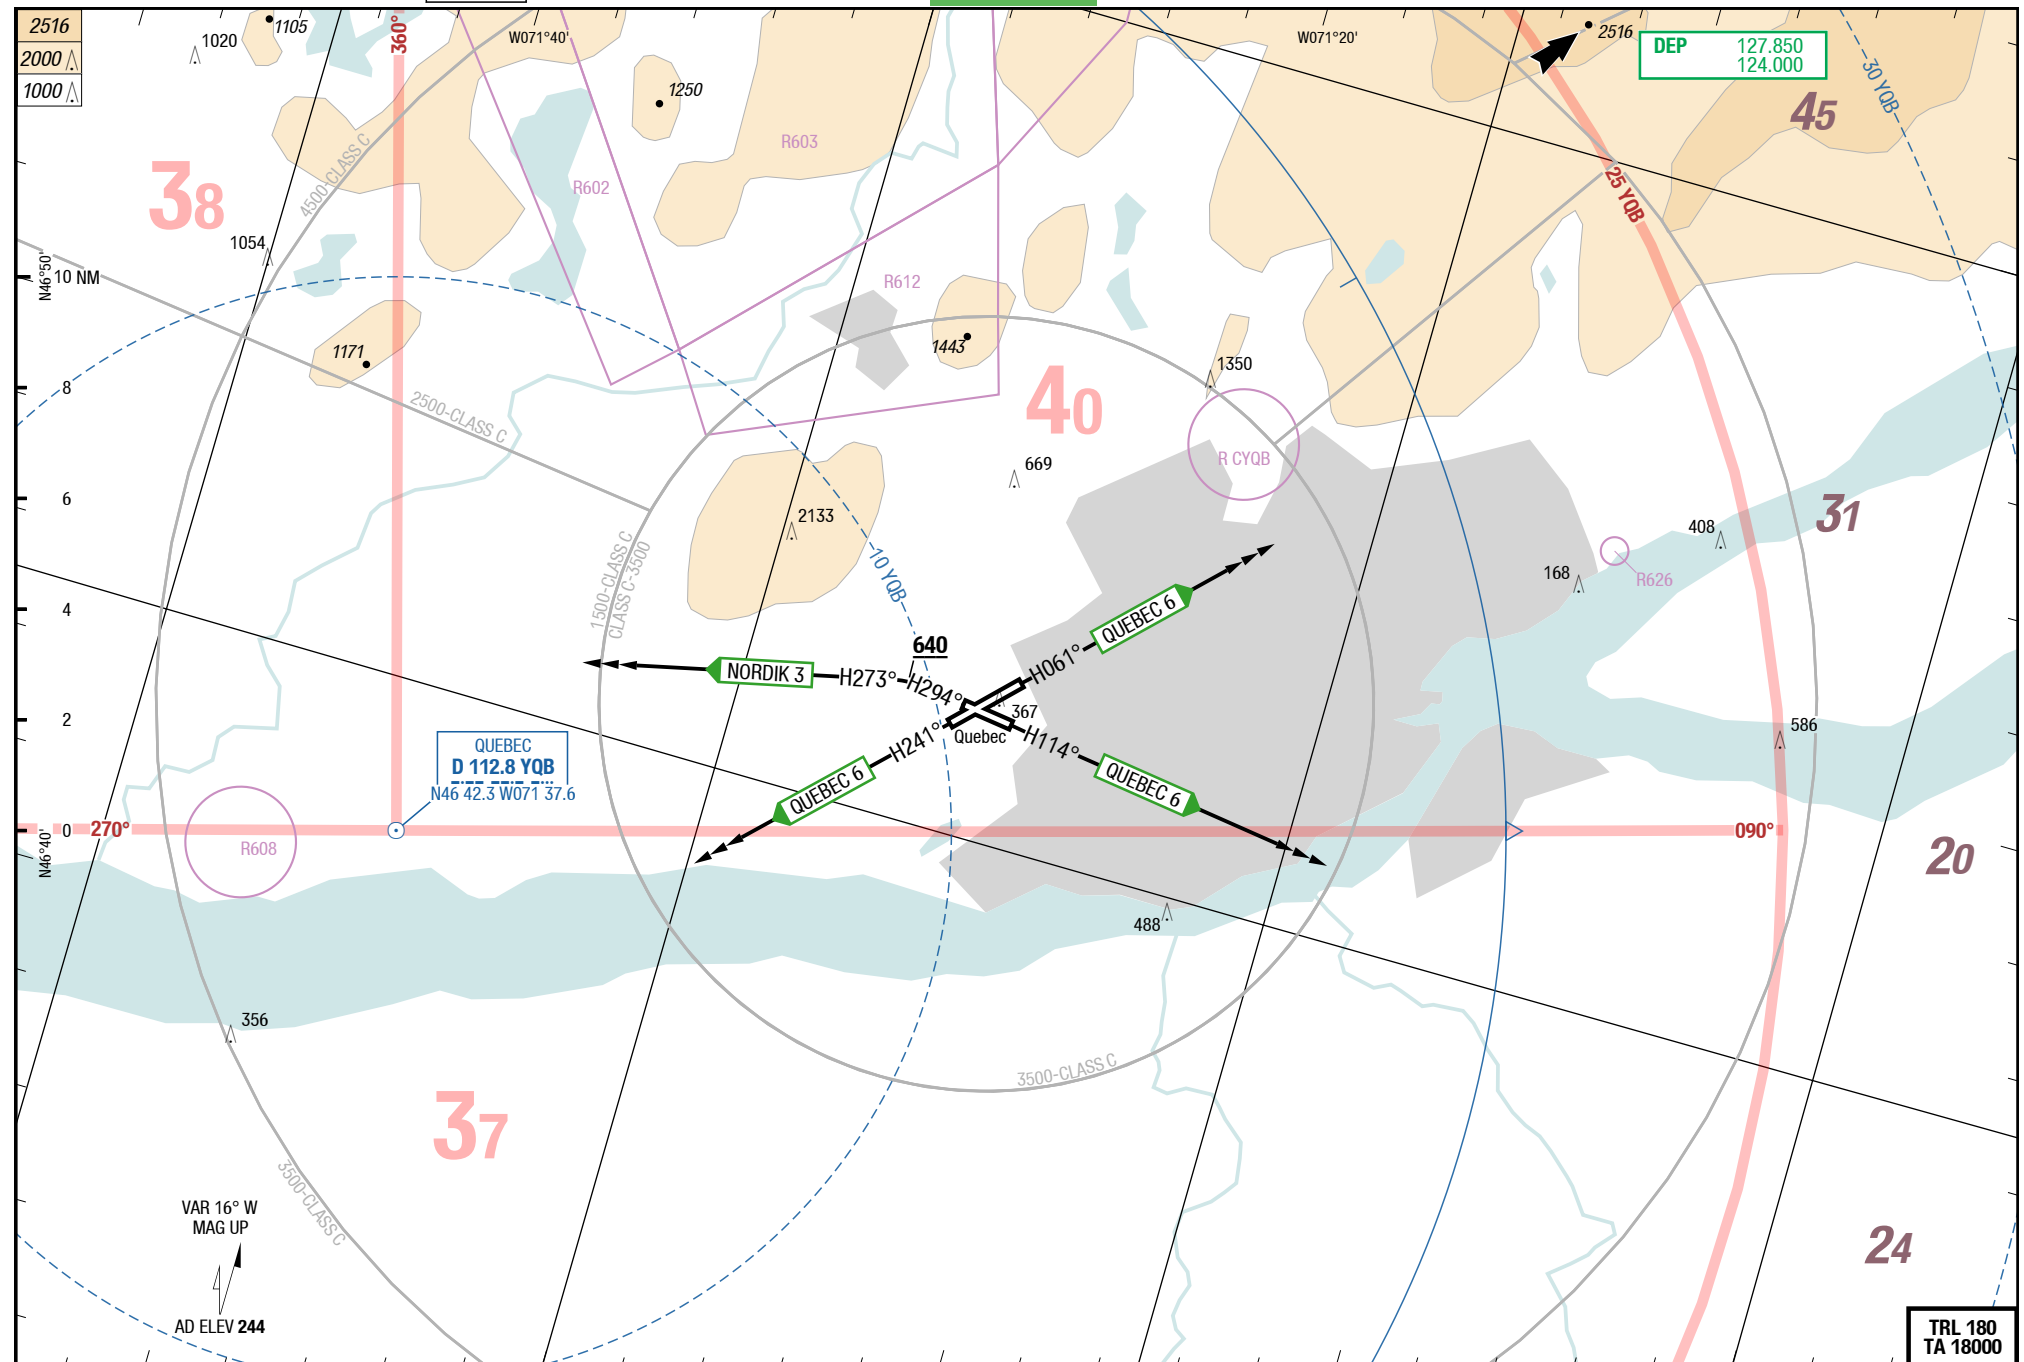 2516
2000
1000
1020
1105
360°
W071°40'
W071°20'
2516
DEP 127.850
124.000
30 YQB
45
1250
R603
R602
38
4500-CLASS C
25 YQB
1054
N46°50'
10 NM
R612
1171
1443
1350
8
2500-CLASS C
40
R CYQB
669
6
2133
31
408
10 YQB
1500-CLASS C
CLASS C-3500
168
R626
4
640
QUEBEC 6
H061°
NORDIK 3
H273°
H294°
367
Quebec
2
586
H241°
H114°
QUEBEC
D 112.8 YQB
N46 42.3 W071 37.6
QUEBEC 6
QUEBEC 6
0
270°
090°
N46°40'
R608
20
488
356
3500-CLASS C
37
3500-CLASS C
VAR 16° W
MAG UP
24
AD ELEV 244
TRL 180
TA 18000